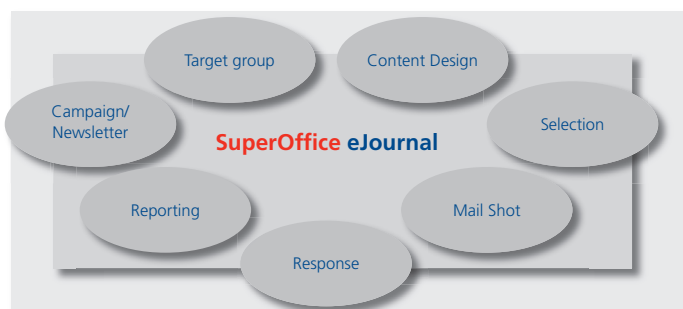 Target group
Content Design
Campaign/
Newsletter
Selection
SuperOffice eJournal
Reporting
Mail Shot
Response